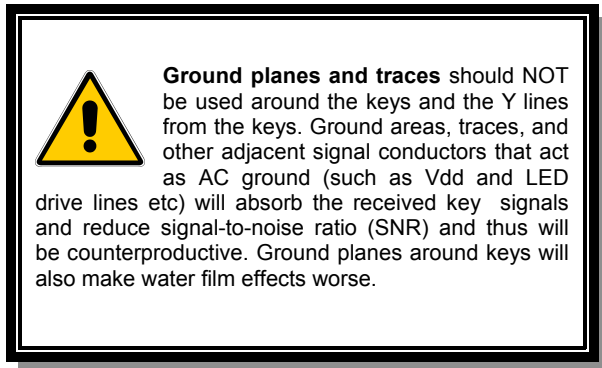 Ground planes and traces should NOT
be used around the keys and the Y lines
from the keys. Ground areas, traces, and
other adjacent signal conductors that act
as AC ground (such as Vdd and LED
drive lines etc) will absorb the received key signals
and reduce signal-to-noise ratio (SNR) and thus will
be counterproductive. Ground planes around keys will
also make water film effects worse.